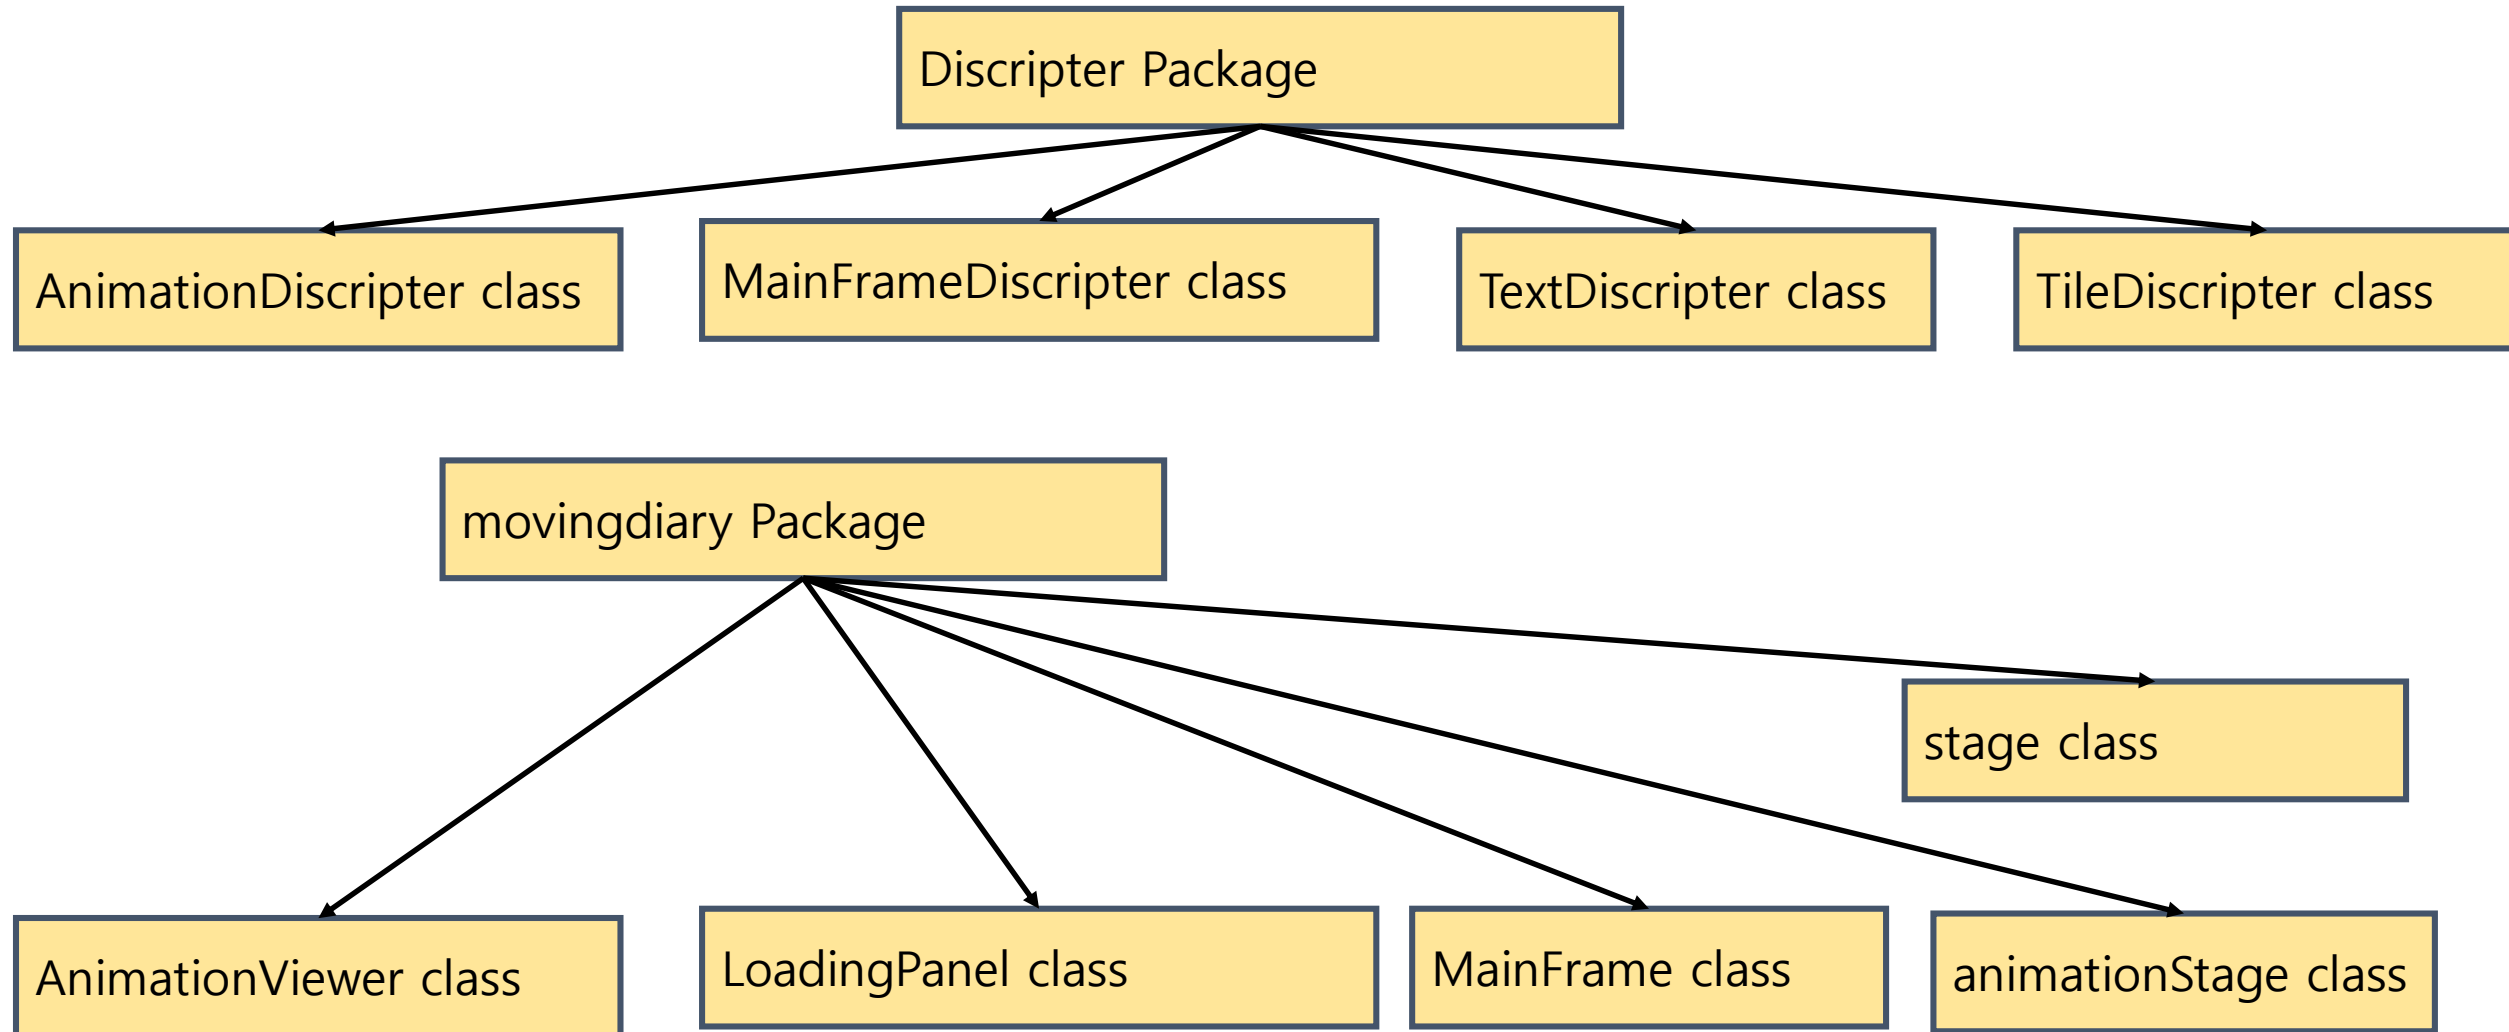 Discripter Package
AnimationDiscripter class
MainFrameDiscripter class
TextDiscripter class
TileDiscripter class
movingdiary Package
stage class
AnimationViewer class
LoadingPanel class
MainFrame class
animationStage class